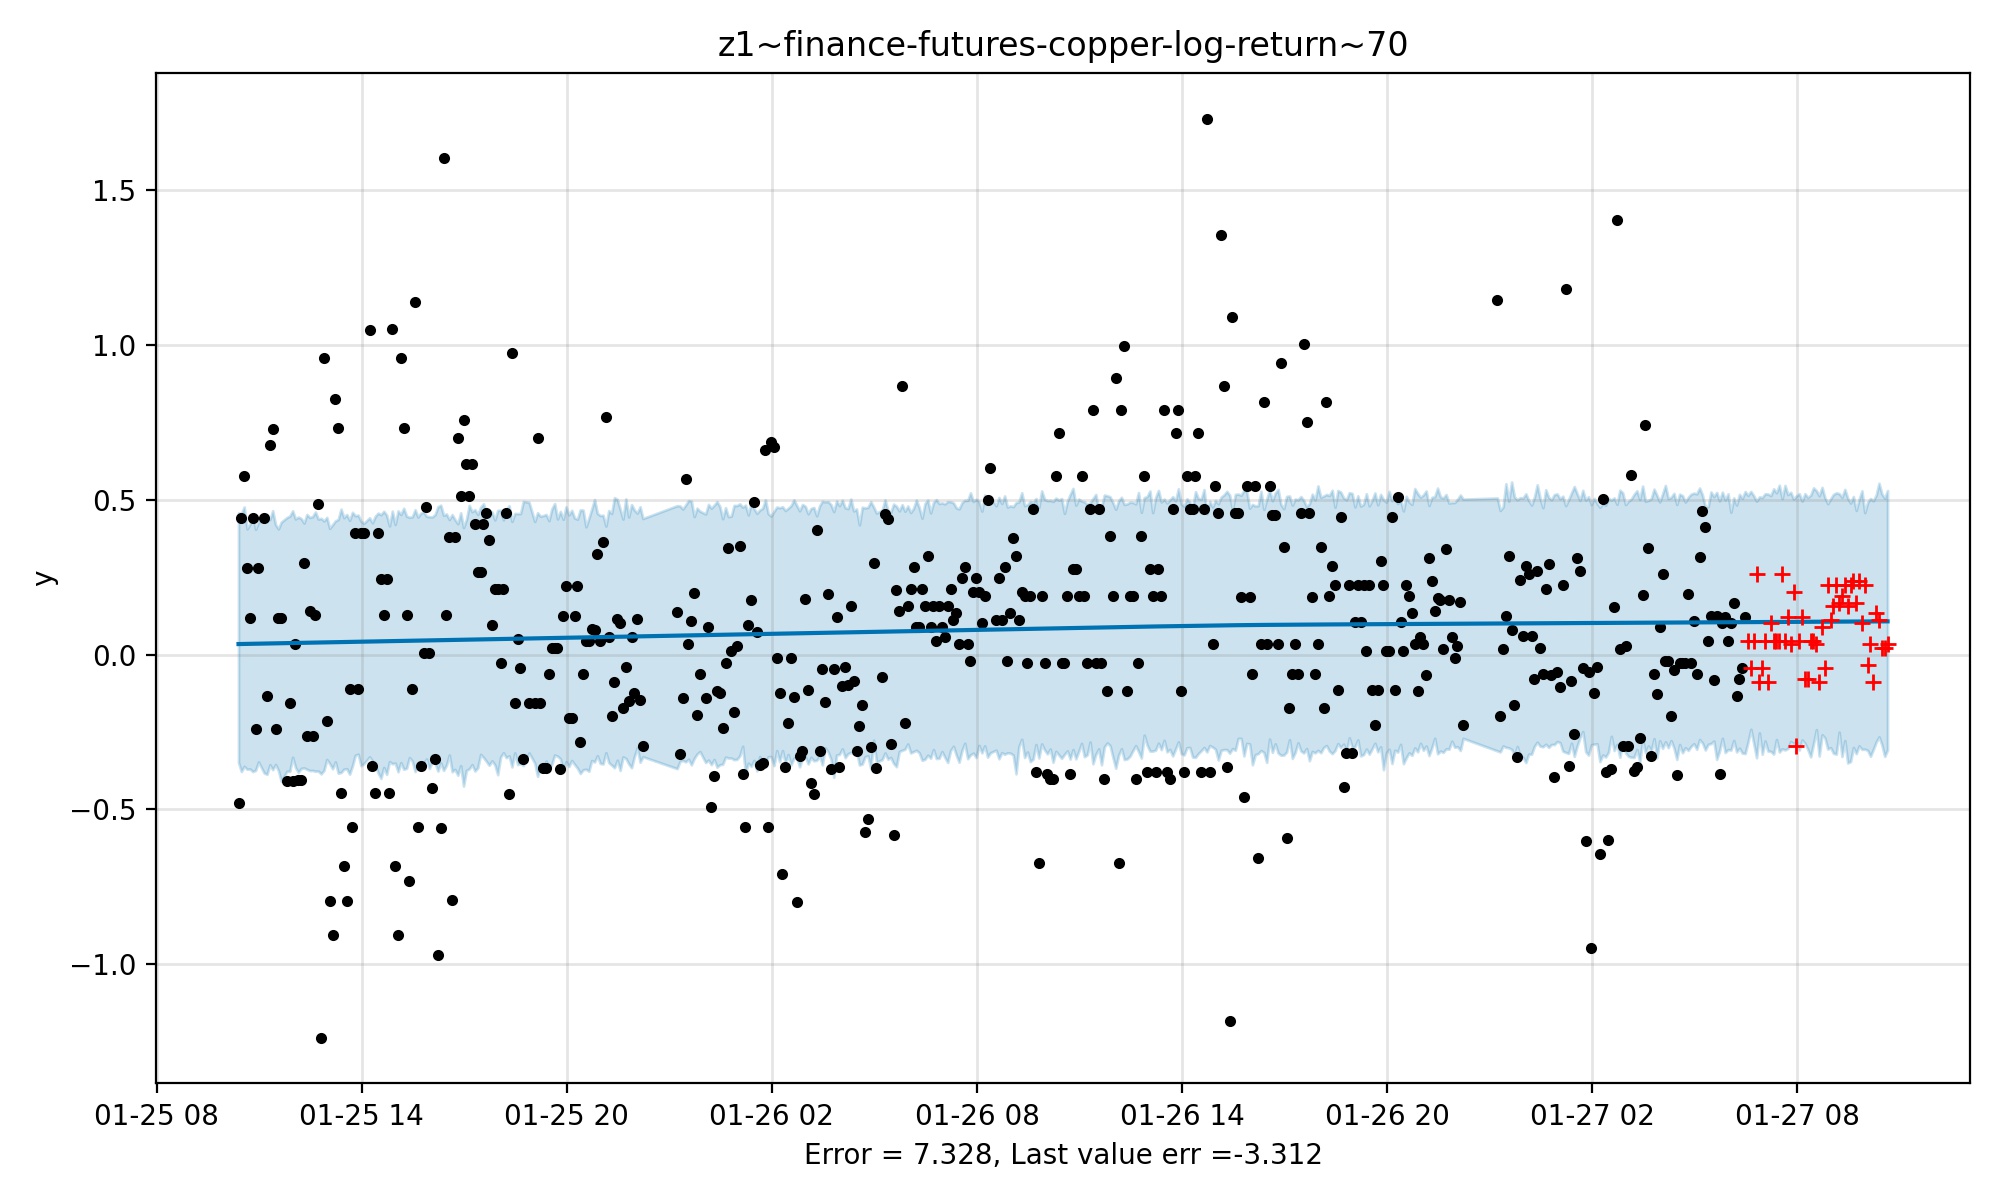 z1~finance-futures-copper-log-return~70
y
1.5
1.0
0.5
0.0
−0.5
−1.0
01-25 08 01-25 14 01-25 20 01-26 02 01-26 08 01-26 14 01-26 20 01-27 02 01-27 08
Error = 7.328, Last value err =-3.312